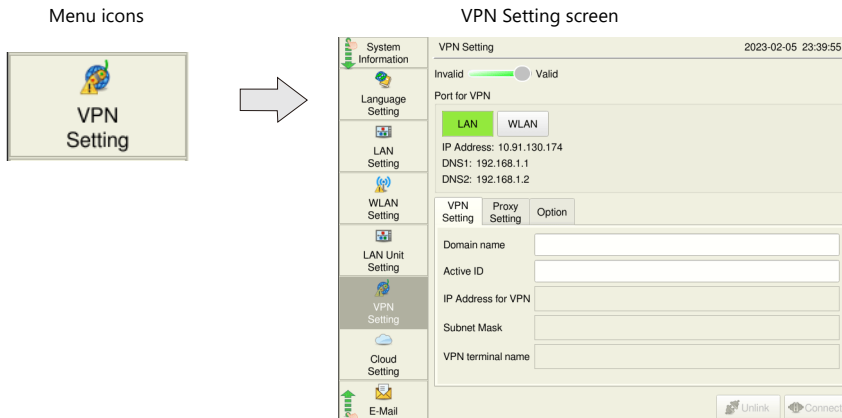 Menu icons
VPN Setting screen
VPN
Setting
System
Information
Language
Setting
LAN
Setting
WLAN
Setting
LAN Unit
Setting
VPN
Setting
Cloud
Setting
E-Mail
VPN Setting 2023-02-05 23:39:55
Invalid Valid
Port for VPN
LAN WLAN
IP Address: 10.91.130.174
DNS1: 192.168.1.1
DNS2: 192.168.1.2
VPN
Setting
Proxy
Setting
Option
Domain name
Active ID
IP Address for VPN
Subnet Mask
VPN terminal name
Unlink Connect